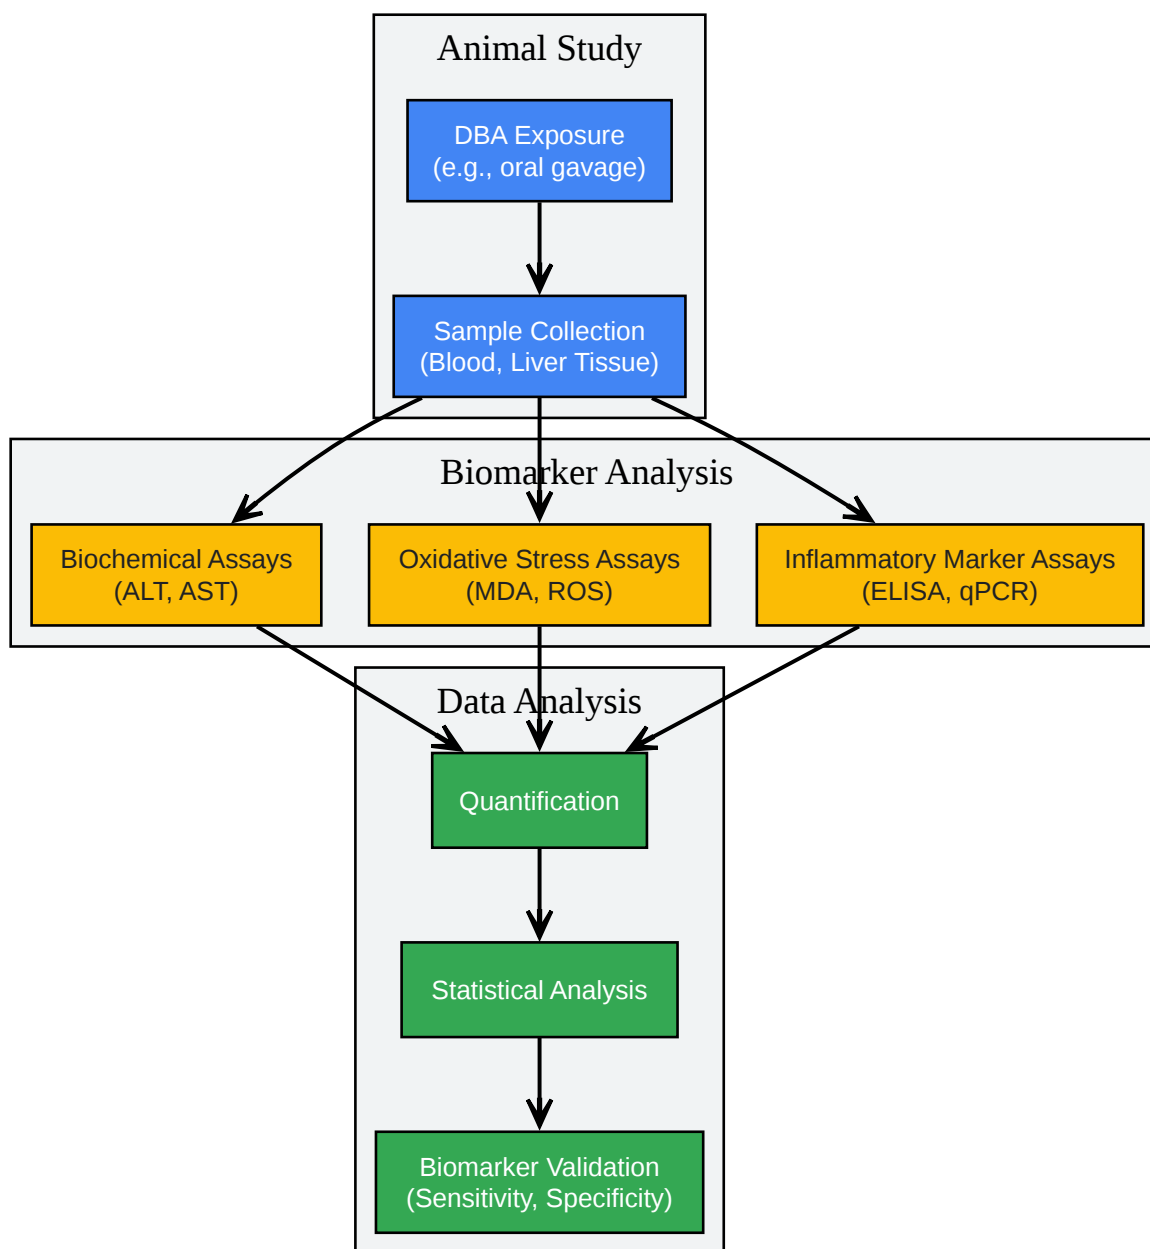 Animal Study
DBA Exposure
(e.g., oral gavage)
Sample Collection
(Blood, Liver Tissue)
Biomarker Analysis
Biochemical Assays
(ALT, AST)
Oxidative Stress Assays
(MDA, ROS)
Inflammatory Marker Assays
(ELISA, qPCR)
Data Analysis
Quantification
Statistical Analysis
Biomarker Validation
(Sensitivity, Specificity)